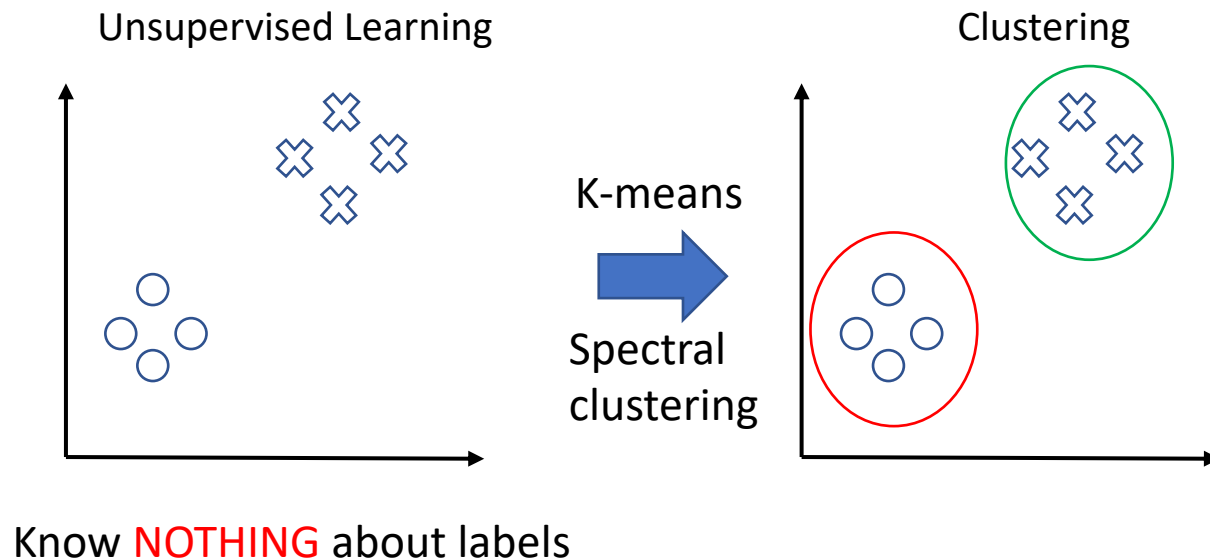 Unsupervised Learning
Clustering
K-means
Spectral
clustering
Know NOTHING about labels